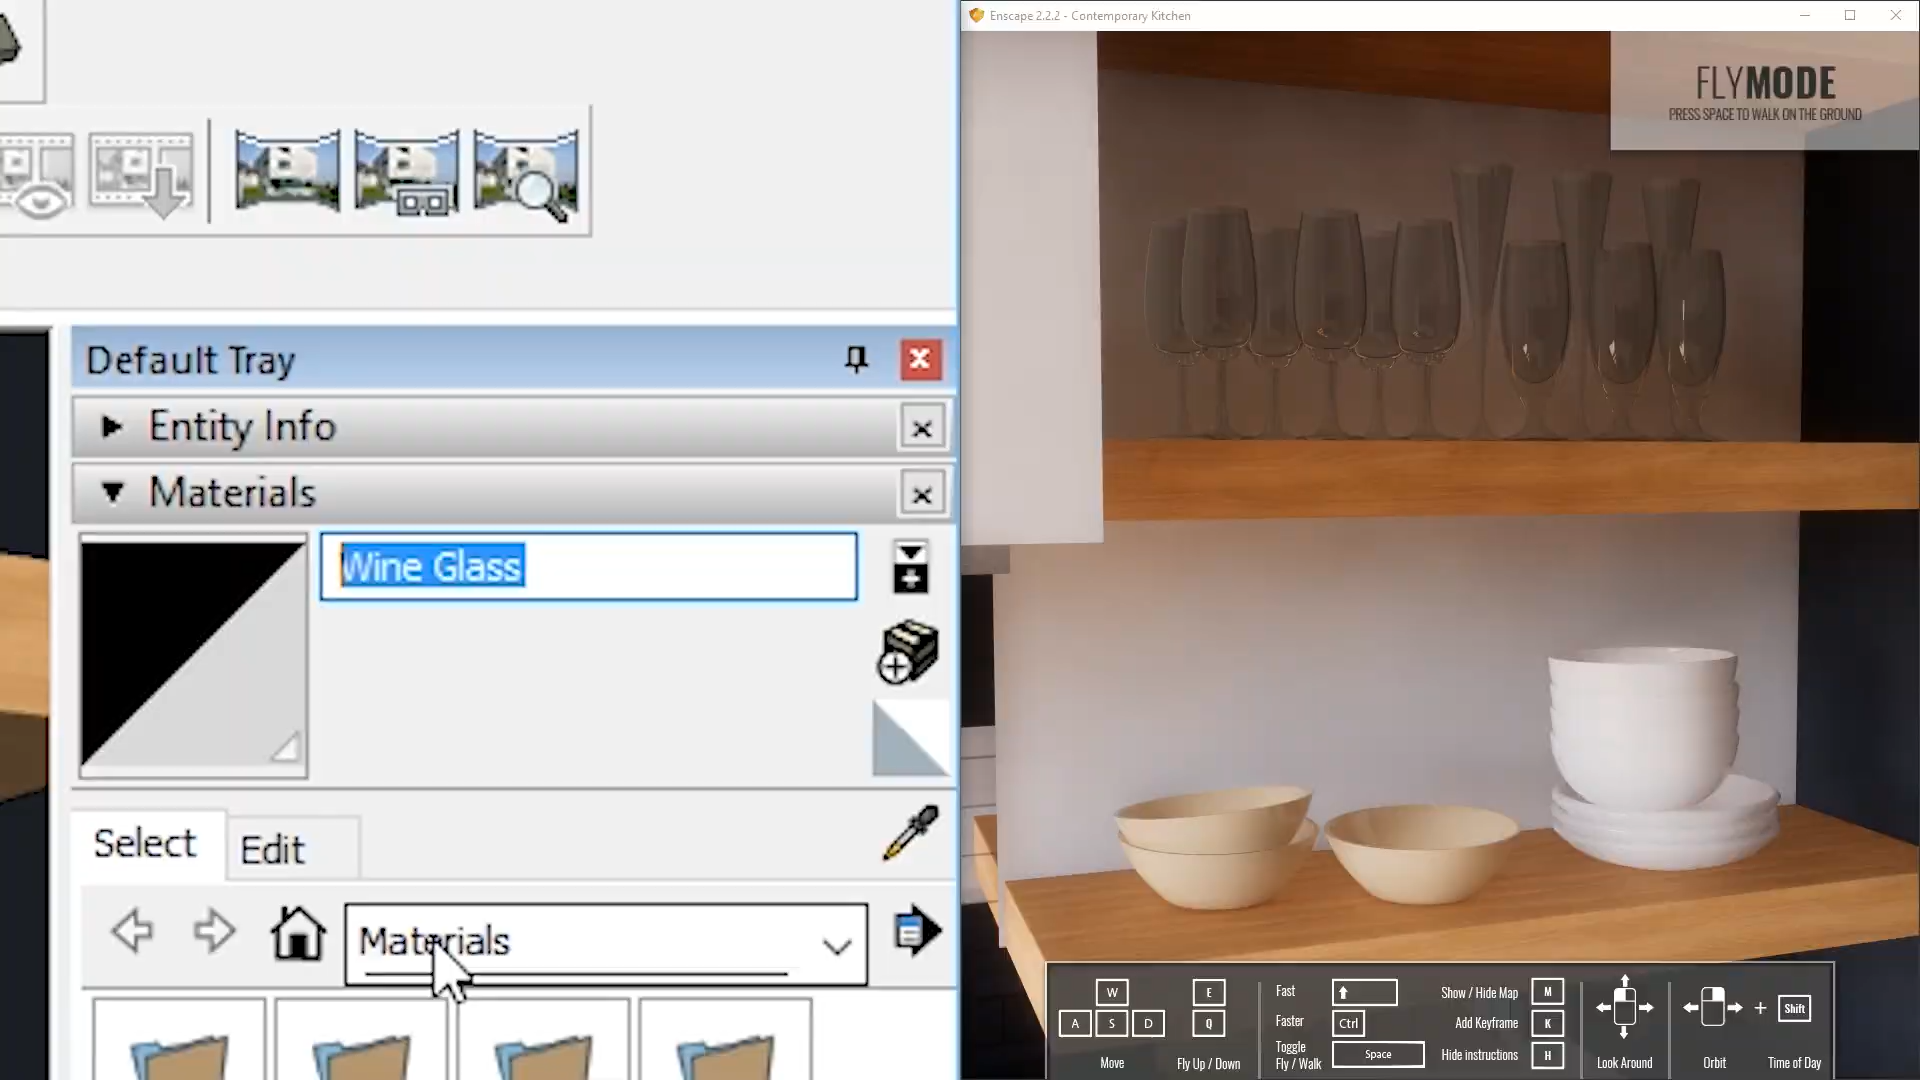 Enscape 2.2.2 - Contemporary Kitchen
FLYMODE
PRESS SPACE TO WALK ON THE GROUND
Default Tray
Entity Info
Materials
Wine Glass
Select
Edit
Materials
W
A S D
Move
E
Q
Fly Up / Down
Fast
Faster
Ctrl
Toggle
Fly / Walk
Space
Show / Hide Map
M
Add Keyframe
K
Hide instructions
H
Look Around
Orbit
+
Shift
Time of Day